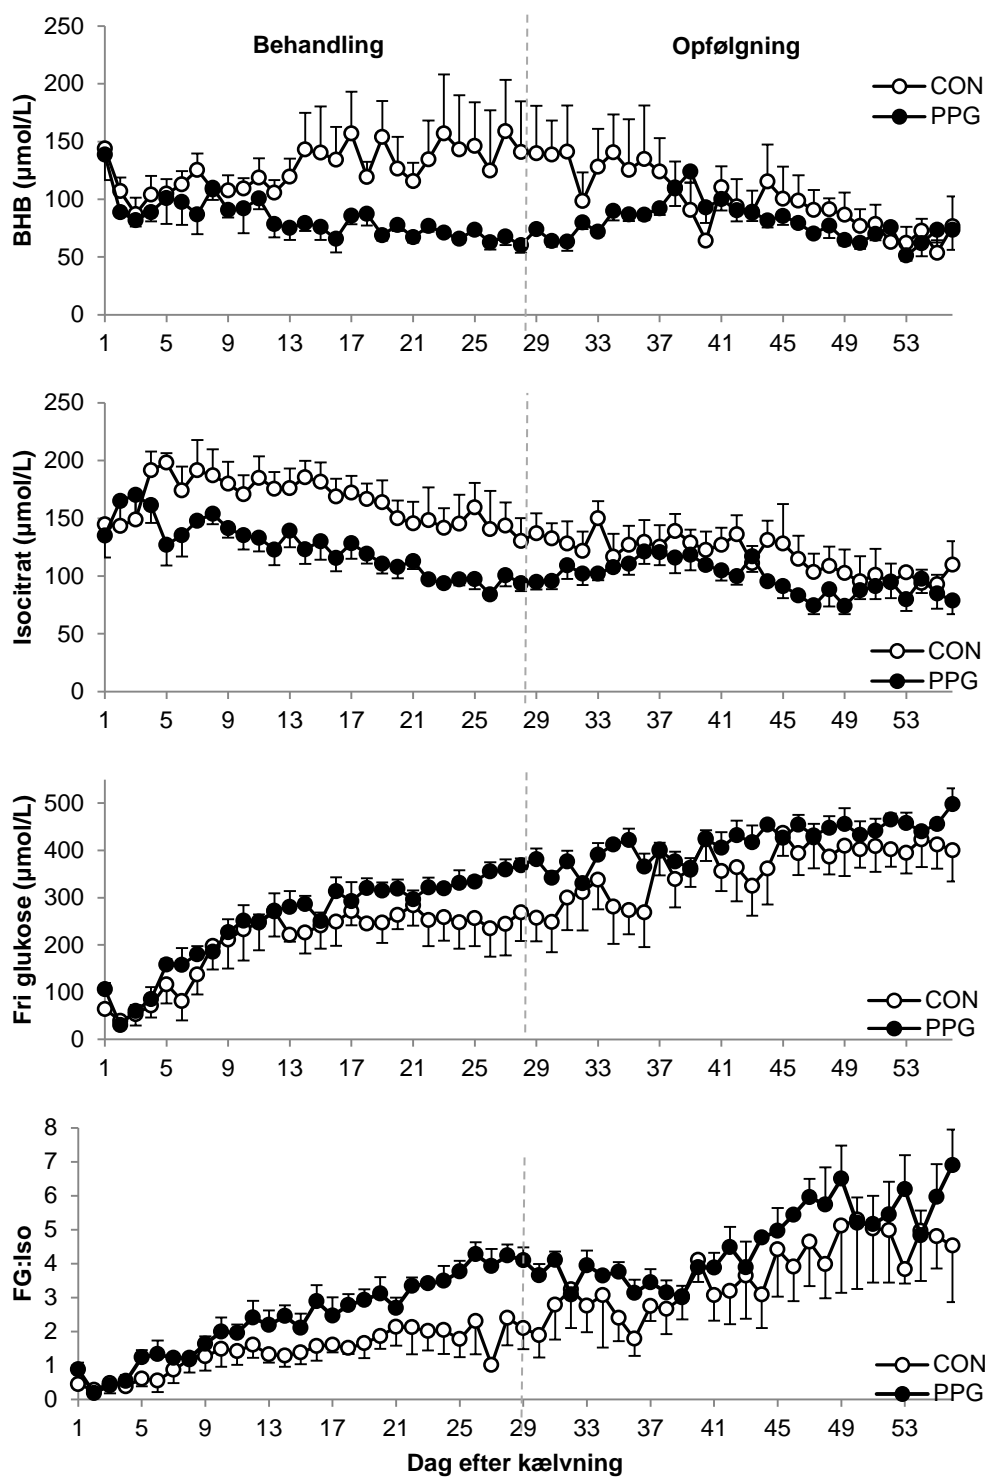 250
Behandling
Opfølgning
200
CON
PPG
150
BHB (µmol/L)
100
50
0
1 5 9 13 17 21 25 29 33 37 41 45 49 53
250
200
150
Isocitrat (µmol/L)
100
50
CON
PPG
0
1 5 9 13 17 21 25 29 33 37 41 45 49 53
500
400
300
Fri glukose (µmol/L)
200
100
CON
PPG
0
1 5 9 13 17 21 25 29 33 37 41 45 49 53
8
7
6
5
4
FG:Iso
3
2
1
CON
PPG
0
1 5 9 13 17 21 25 29 33 37 41 45 49 53
Dag efter kælvning